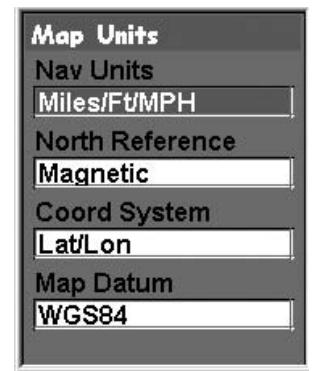 Map Units
Nav Units
Miles/Ft/MPH
North Reference
Magnetic
Coord System
Lat/Lon
Map Datum
WGS84